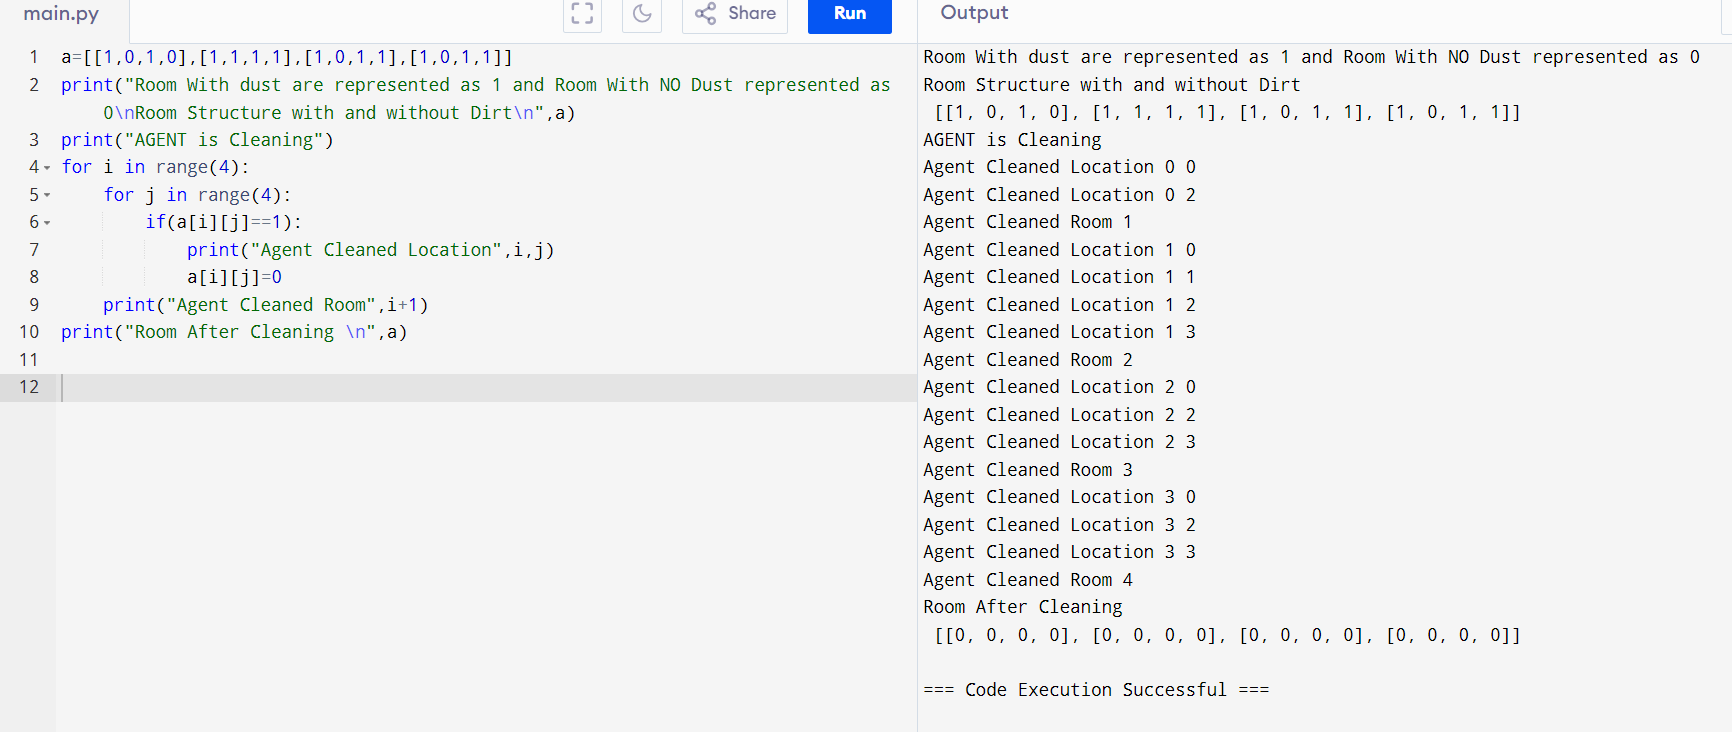 main.py
Share
Run
Output
1 a=[[1,0,1,0],[1,1,1,1],[1,0,1,1],[1,0,1,1]]
2 print("Room With dust are represented as 1 and Room With NO Dust represented as
0\nRoom Structure with and without Dirt\n",a)
3 print("AGENT is Cleaning")
4 for i in range(4):
5     for j in range(4):
6         if(a[i][j]==1):
7             print("Agent Cleaned Location",i,j)
8             a[i][j]=0
9     print("Agent Cleaned Room",i+1)
10 print("Room After Cleaning \n",a)
11
12
Room With dust are represented as 1 and Room With NO Dust represented as 0
Room Structure with and without Dirt
[[1, 0, 1, 0], [1, 1, 1, 1], [1, 0, 1, 1], [1, 0, 1, 1]]
AGENT is Cleaning
Agent Cleaned Location 0 0
Agent Cleaned Location 0 2
Agent Cleaned Room 1
Agent Cleaned Location 1 0
Agent Cleaned Location 1 1
Agent Cleaned Location 1 2
Agent Cleaned Location 1 3
Agent Cleaned Room 2
Agent Cleaned Location 2 0
Agent Cleaned Location 2 2
Agent Cleaned Location 2 3
Agent Cleaned Room 3
Agent Cleaned Location 3 0
Agent Cleaned Location 3 2
Agent Cleaned Location 3 3
Agent Cleaned Room 4
Room After Cleaning
[[0, 0, 0, 0], [0, 0, 0, 0], [0, 0, 0, 0], [0, 0, 0, 0]]
=== Code Execution Successful ===